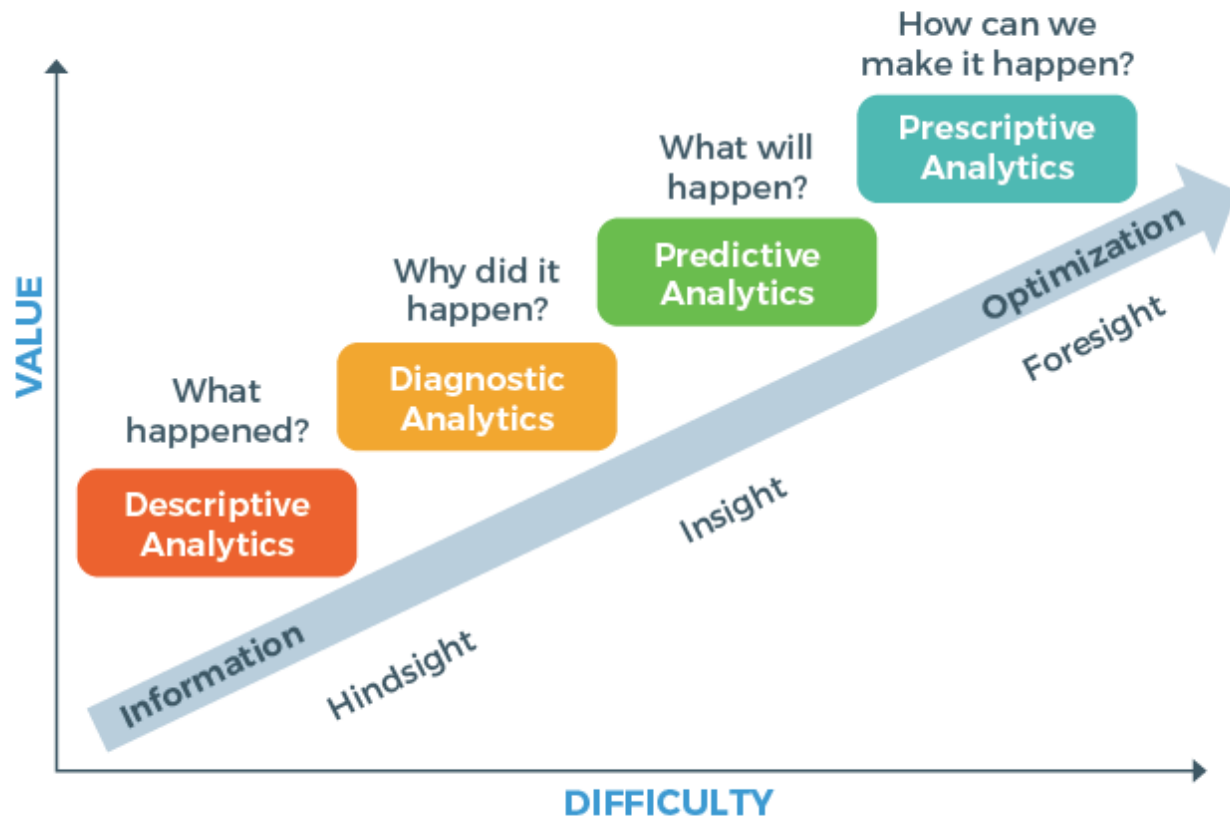 How can we
make it happen?
Prescriptive
Analytics
What will
happen?
Predictive
Analytics
Why did it
happen?
Diagnostic
Analytics
What
happened?
Descriptive
Analytics
VALUE
Information
Optimization
Hindsight
Insight
Foresight
DIFFICULTY